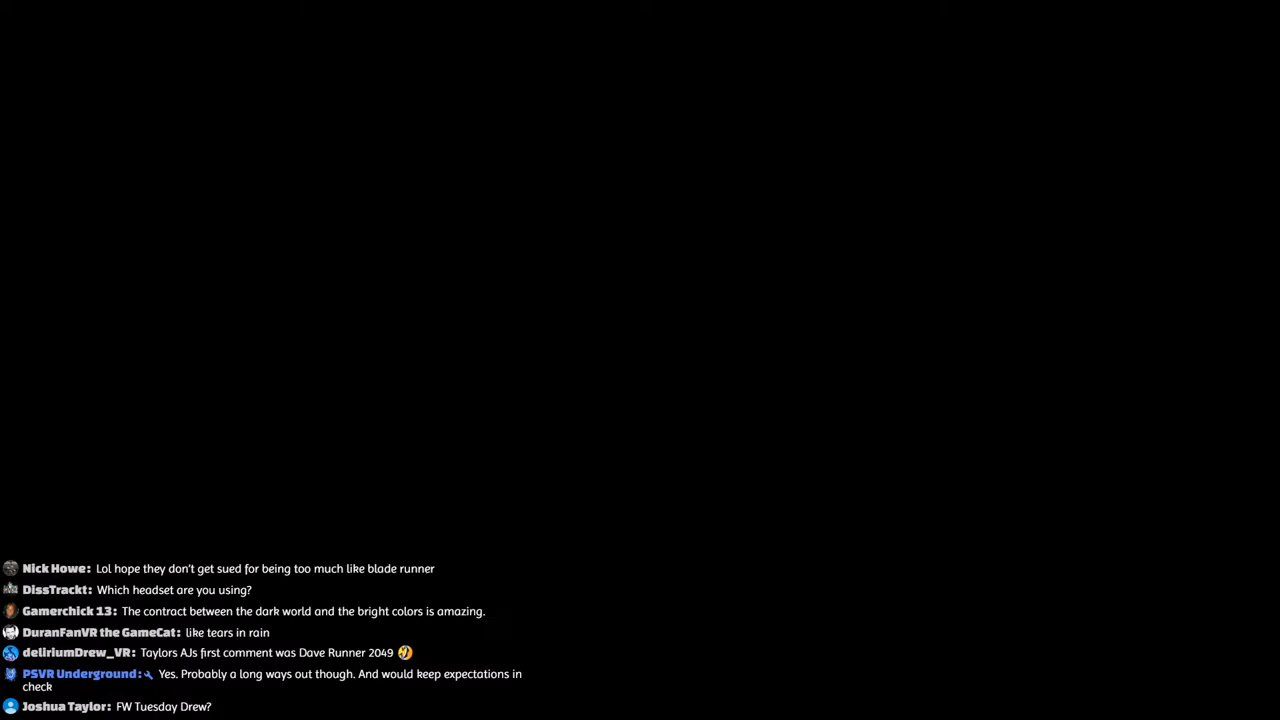 Nick Howe: Lol hope they don't get sued for being too much like blade runner
DissTrackt: Which headset are you using?
Gamerchick 13: The contract between the dark world and the bright colors is amazing.
DuranFanVR the GameCat: like tears in rain
deliriumDrew_VR: Taylors AJs first comment was Dave Runner 2049 🤣
PSVR Underground: Yes. Probably a long ways out though. And would keep expectations in
check
Joshua Taylor: FW Tuesday Drew?